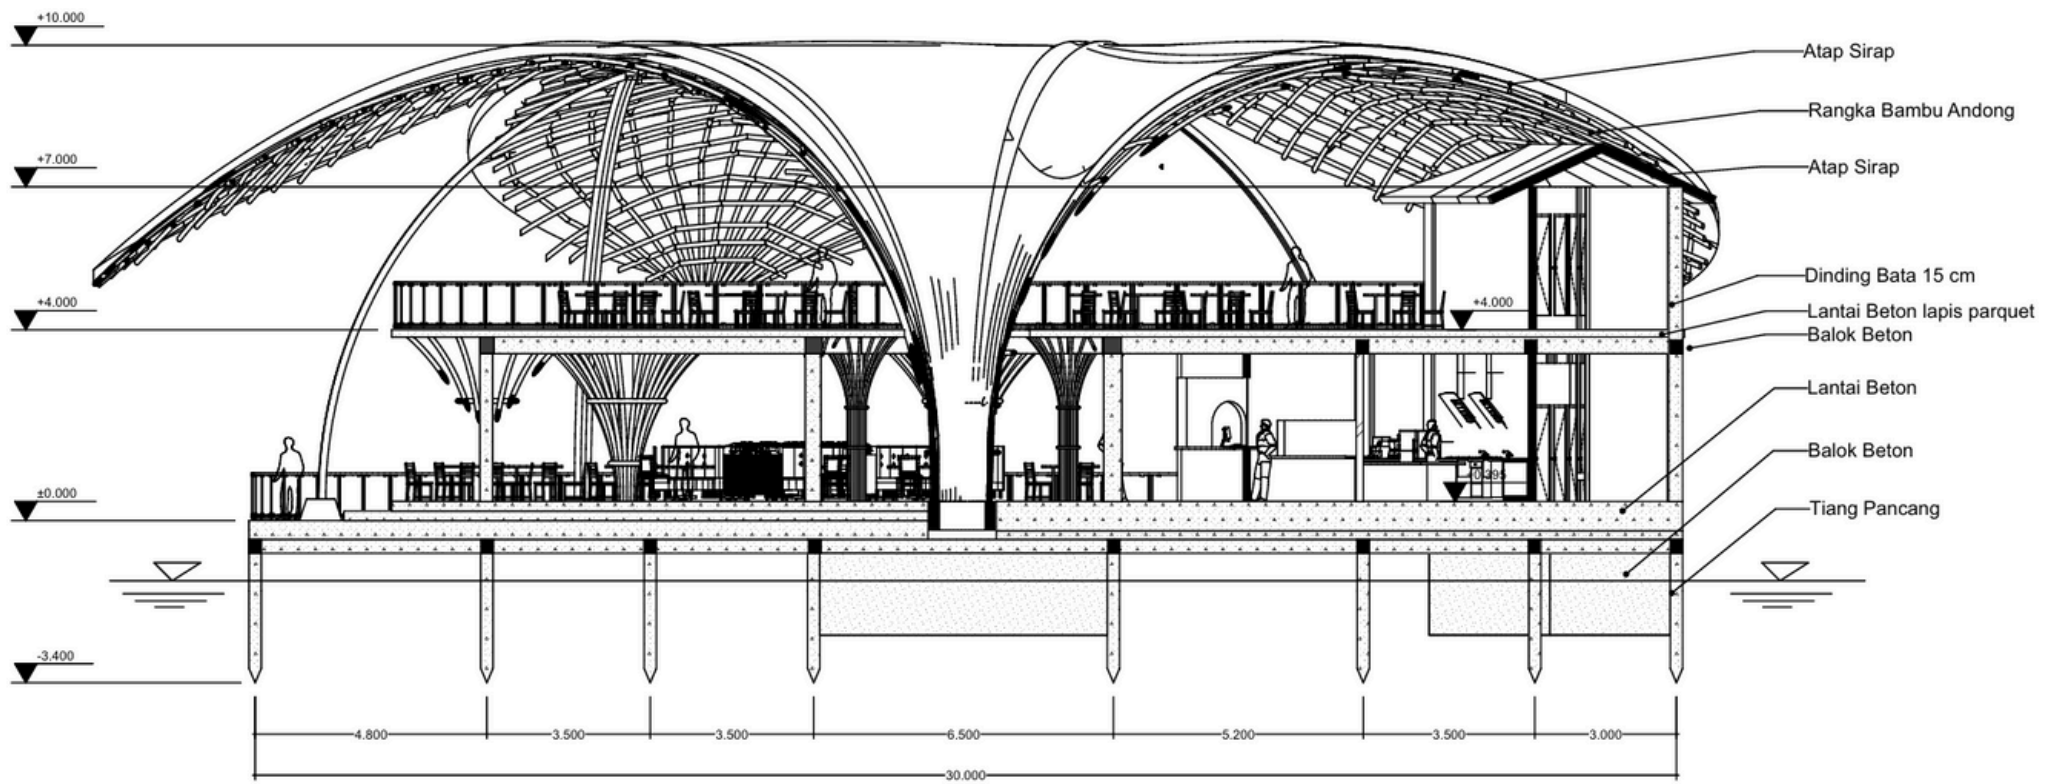 +10.000
Atap Sirap
Rangka Bambu Andong
+7.000
Atap Sirap
Dinding Bata 15 cm
+4.000
+4.000
Lantai Beton lapis parquet
Balok Beton
Lantai Beton
Balok Beton
±0.000
Tiang Pancang
-3.400
4.800
3.500
3.500
6.500
5.200
3.500
3.000
30.000